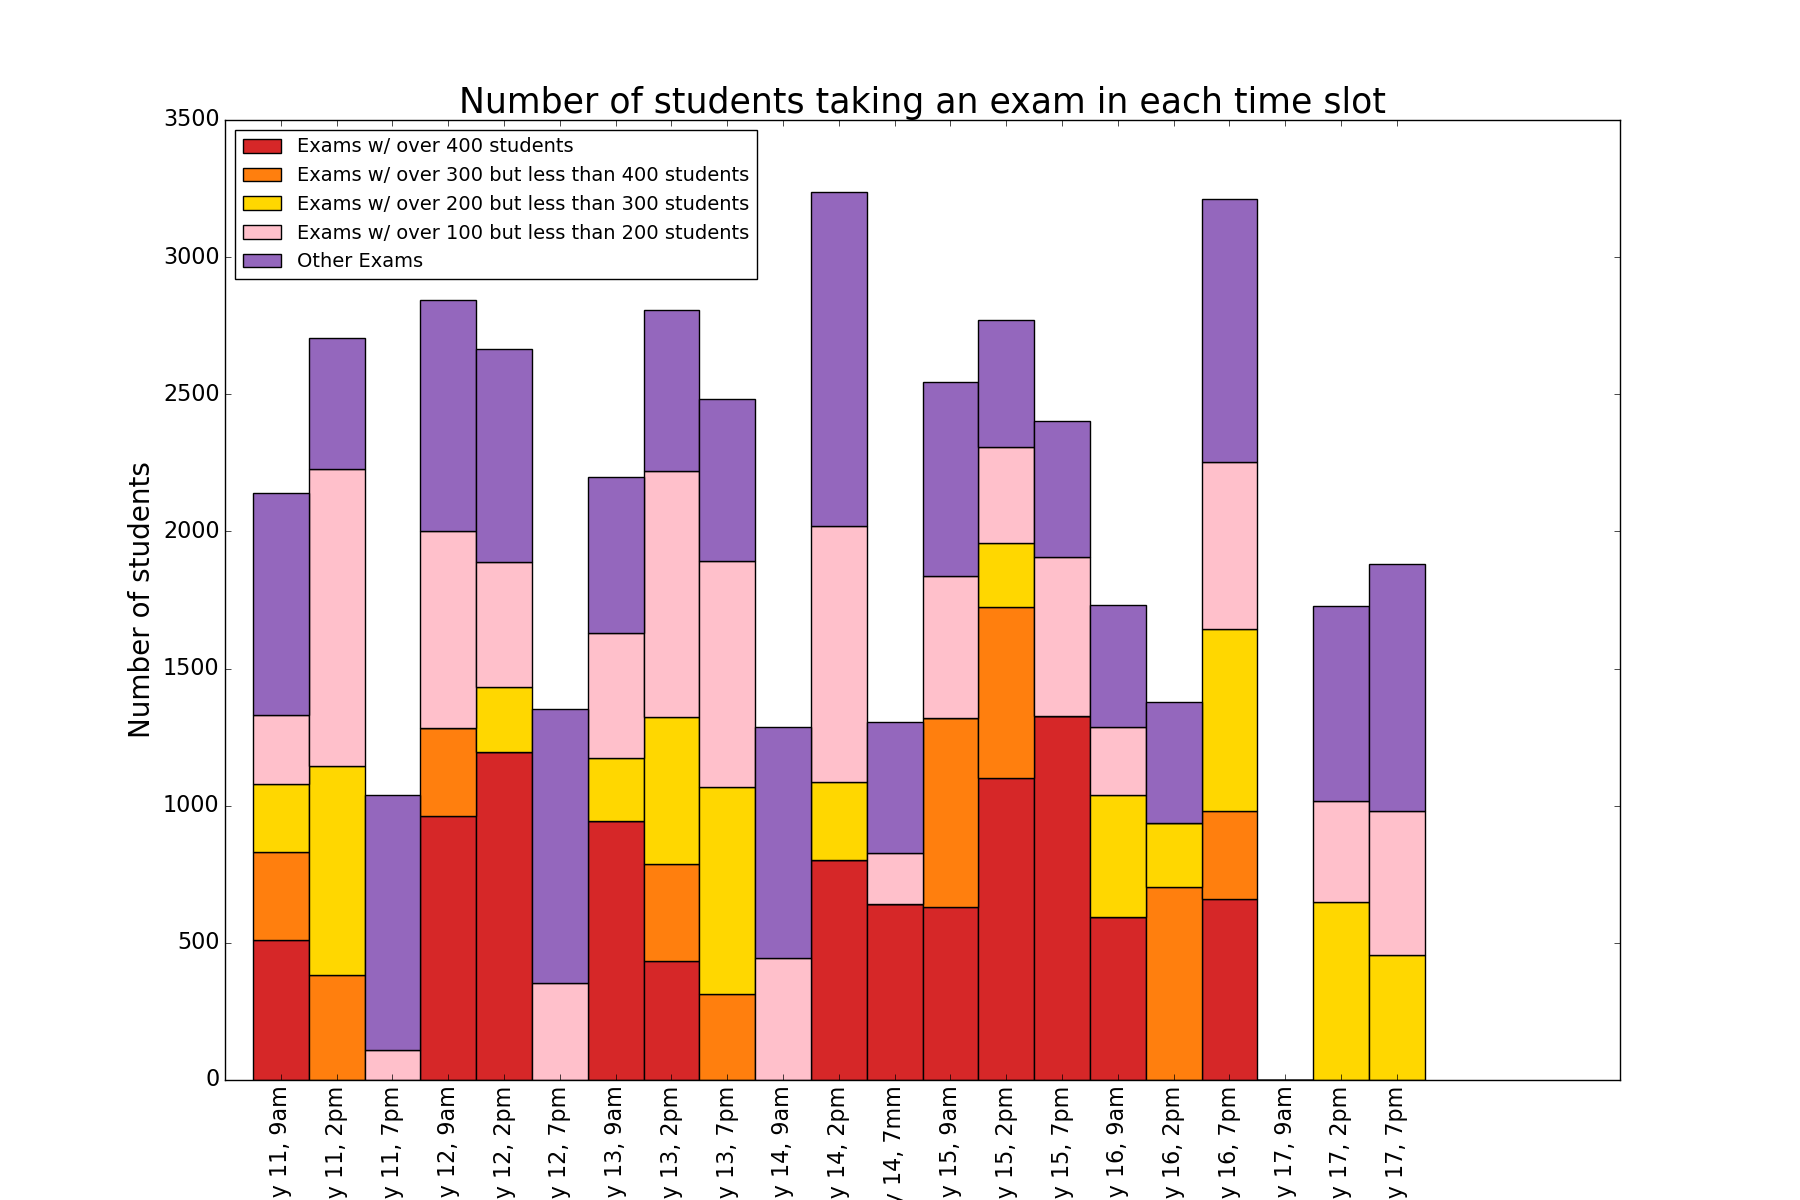 Number of students taking an exam in each time slot
Exams w/ over 400 students
Exams w/ over 300 but less than 400 students
Exams w/ over 200 but less than 300 students
Exams w/ over 100 but less than 200 students
Other Exams
3500
3000
2500
2000
1500
1000
500
0
Number of students
y 11, 9am
y 11, 2pm
y 11, 7pm
y 12, 9am
y 12, 2pm
y 12, 7pm
y 13, 9am
y 13, 2pm
y 13, 7pm
y 14, 9am
y 14, 2pm
y 14, 7mm
y 15, 9am
y 15, 2pm
y 15, 7pm
y 16, 9am
y 16, 2pm
y 16, 7pm
y 17, 9am
y 17, 2pm
y 17, 7pm